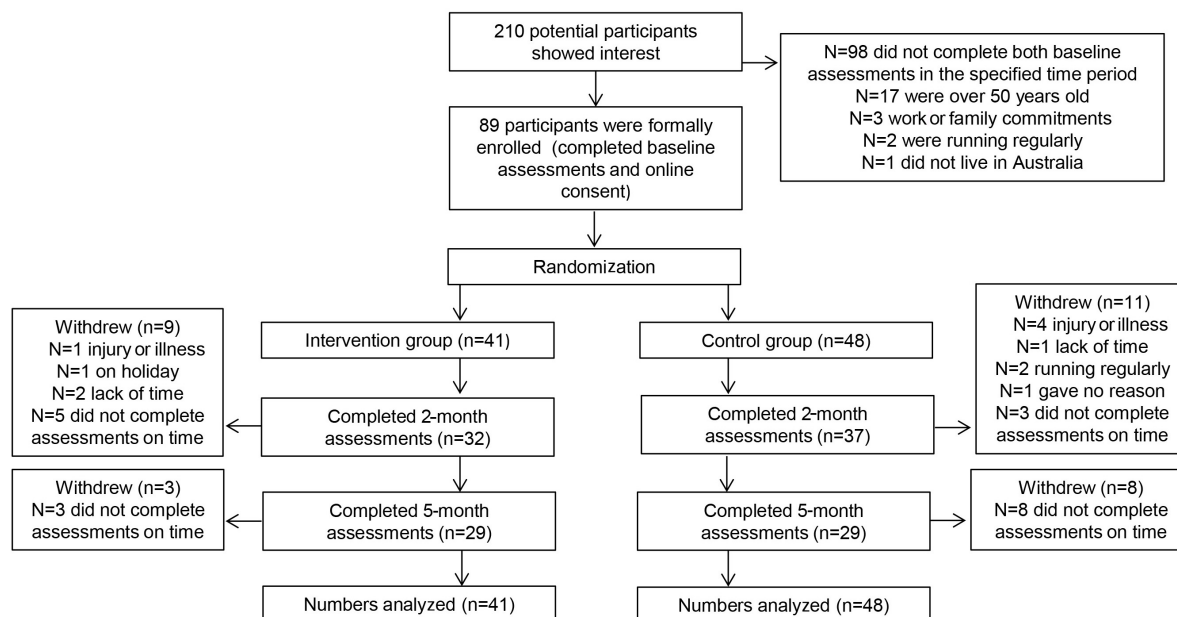 210 potential participants
showed interest
N=98 did not complete both baseline
assessments in the specified time period
N=17 were over 50 years old
N=3 work or family commitments
N=2 were running regularly
N=1 did not live in Australia
89 participants were formally
enrolled (completed baseline
assessments and online
consent)
Randomization
Withdrew (n=9)
N=1 injury or illness
N=1 on holiday
N=2 lack of time
N=5 did not complete
assessments on time
Intervention group (n=41)
Control group (n=48)
Withdrew (n=11)
N=4 injury or illness
N=1 lack of time
N=2 running regularly
N=1 gave no reason
N=3 did not complete
assessments on time
Completed 2-month
assessments (n=32)
Completed 2-month
assessments (n=37)
Withdrew (n=3)
N=3 did not complete
assessments on time
Completed 5-month
assessments (n=29)
Completed 5-month
assessments (n=29)
Withdrew (n=8)
N=8 did not complete
assessments on time
Numbers analyzed (n=41)
Numbers analyzed (n=48)